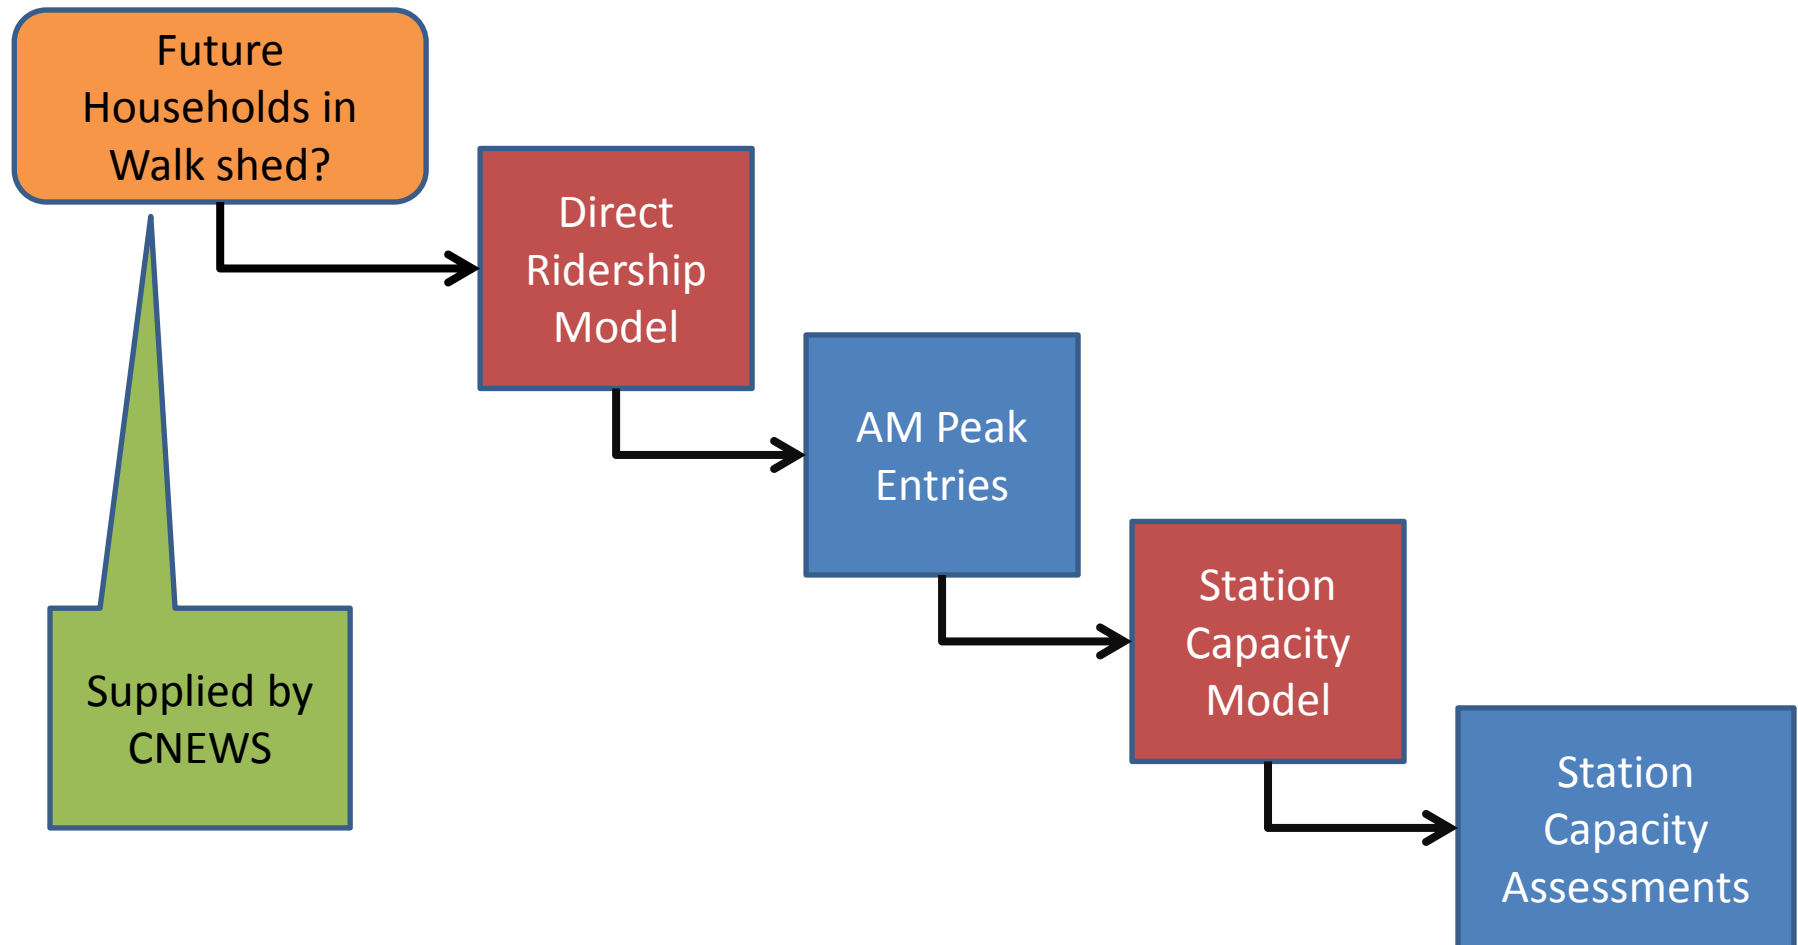 Future
Households in
Walk shed?
Direct
Ridership
Model
AM Peak
Entries
Station
Capacity
Model
Supplied by
CNEWS
Station
Capacity
Assessments